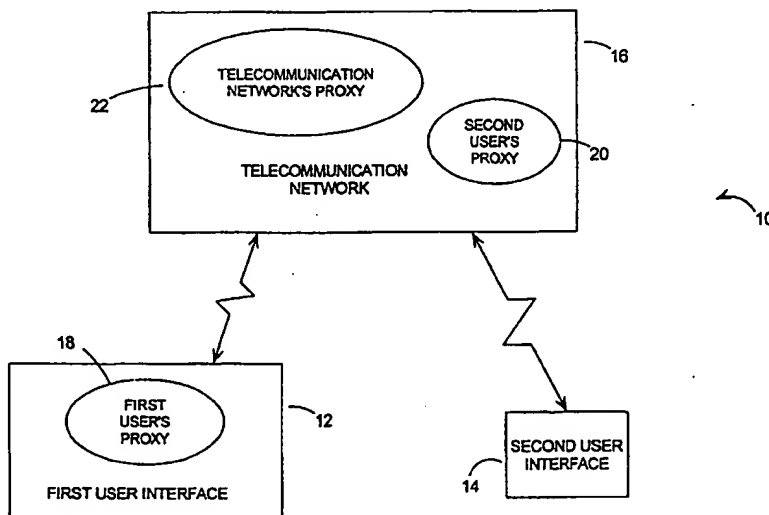 16
TELECOMMUNICATION
NETWORK'S PROXY
22
SECOND
USER'S
PROXY
20
TELECOMMUNICATION
NETWORK
10
18
FIRST
USER'S
PROXY
12
FIRST USER INTERFACE
SECOND USER
INTERFACE
14